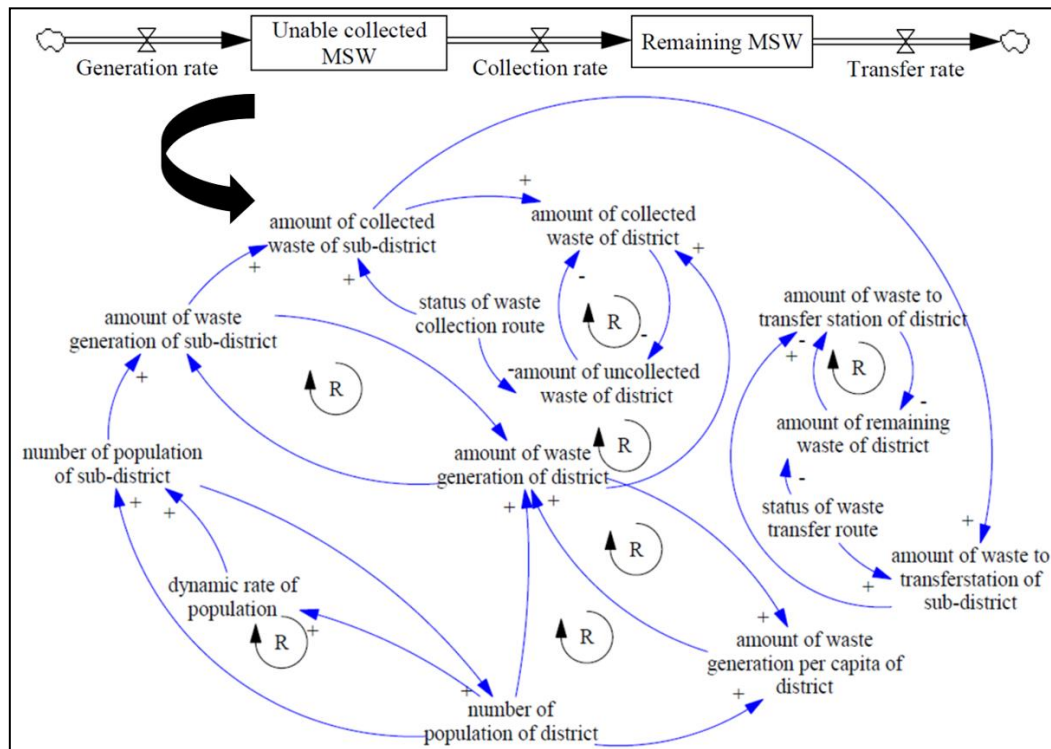 Unable collected
MSW
Remaining MSW
Generation rate
Collection rate
Transfer rate
+
amount of collected
waste of sub-district
amount of collected
waste of district
+
+
+
-
status of waste
collection route
R
-
amount of waste to
transfer station of district
-
+
amount of waste
generation of sub-district
-
amount of uncollected
waste of district
R
+
R
-
amount of remaining
waste of district
number of population
of sub-district
amount of waste
generation of district
R
-
+
+
+
+
status of waste
transfer route
+
R
amount of waste to
transferstation of
sub-district
+
dynamic rate of
population
R
+
R
+
amount of waste
generation per capita of
district
+
+
number of
population of district